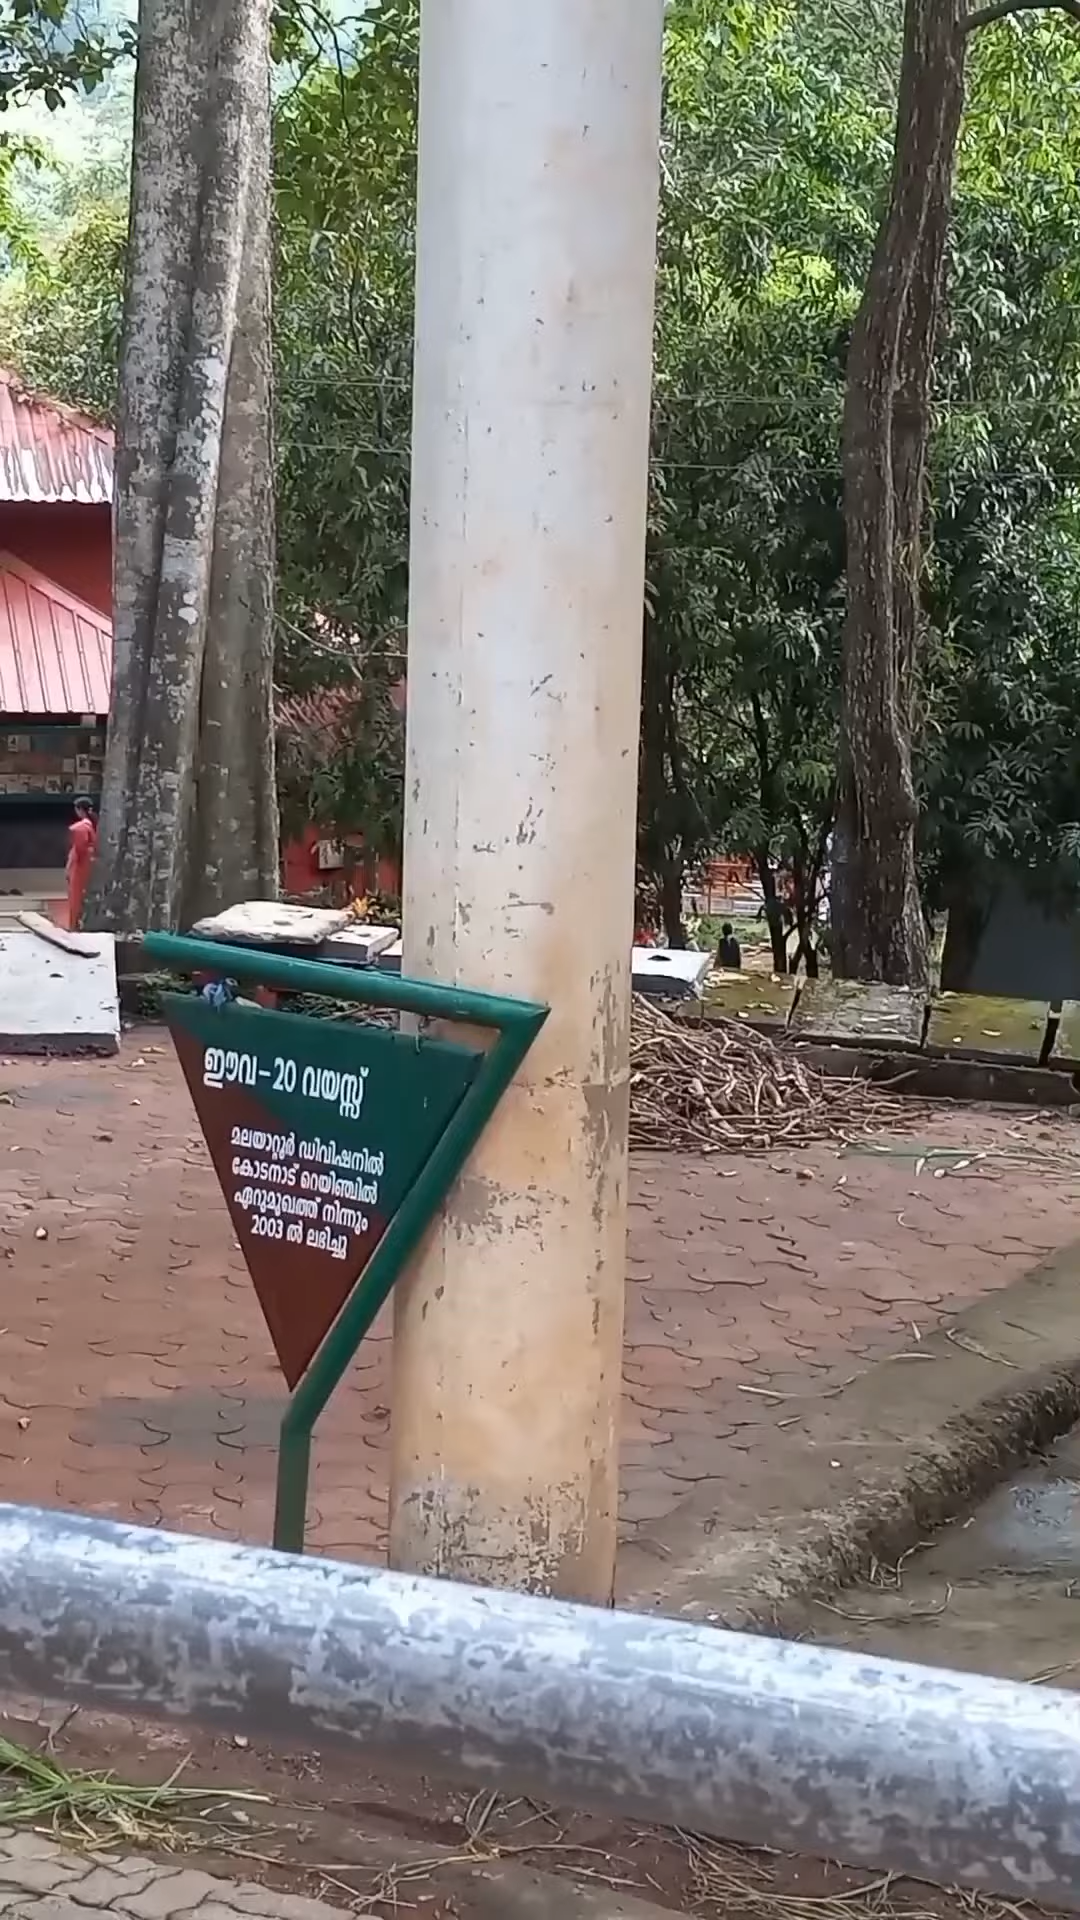 ഈവ-20 വയസ്സ്
മലയാറ്റൂർ ഡിവിഷനിൽ
കോടനാട് റെയിഞ്ചിൽ
ഏറുമുഖത്ത് നിന്നും
2003 ൽ ലഭിച്ചു